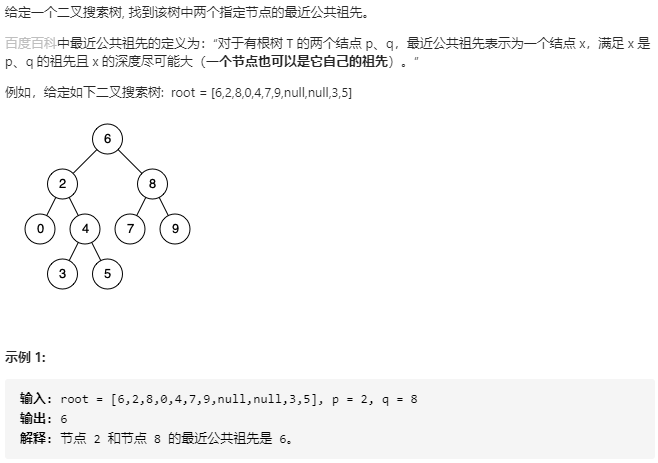 给定一个二叉搜索树, 找到该树中两个指定节点的最近公共祖先。
百度百科中最近公共祖先的定义为：“对于有根树 T 的两个结点 p、q，最近公共祖先表示为一个结点 x，满足 x 是
p、q 的祖先且 x 的深度尽可能大（一个节点也可以是它自己的祖先）。”
例如，给定如下二叉搜索树: root = [6,2,8,0,4,7,9,null,null,3,5]
6
2 8
0 4 7 9
3 5
示例 1:
输入: root = [6,2,8,0,4,7,9,null,null,3,5], p = 2, q = 8
输出: 6
解释: 节点 2 和节点 8 的最近公共祖先是 6。